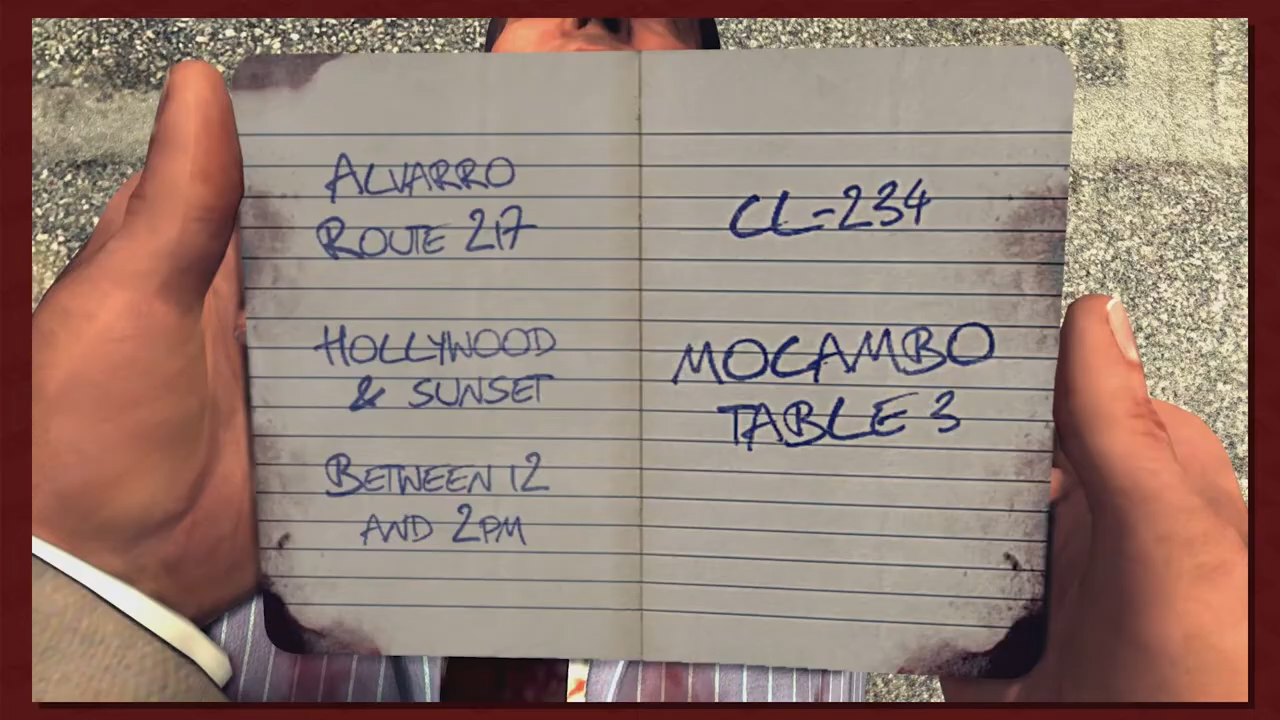 ALVARRO
ROUTE 217
HOLLYWOOD
& SUNSET
BETWEEN 12
AND 2PM
CL-234
MOCAMBO
TABLE 3